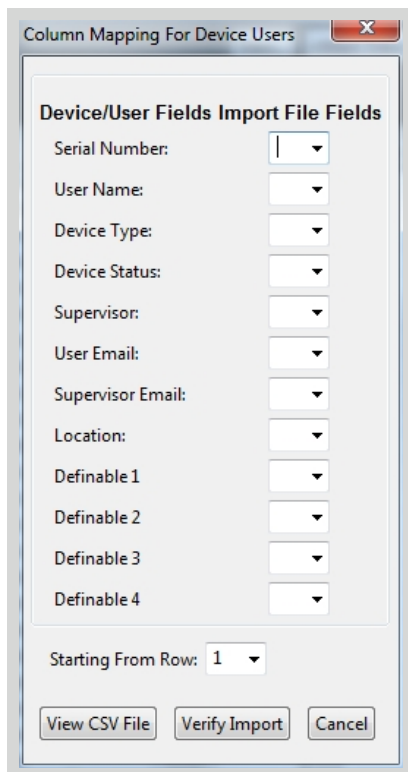 Column Mapping For Device Users
Device/User Fields Import File Fields
Serial Number:
User Name:
Device Type:
Device Status:
Supervisor:
User Email:
Supervisor Email:
Location:
Definable 1
Definable 2
Definable 3
Definable 4
Starting From Row: 1
View CSV File Verify Import Cancel